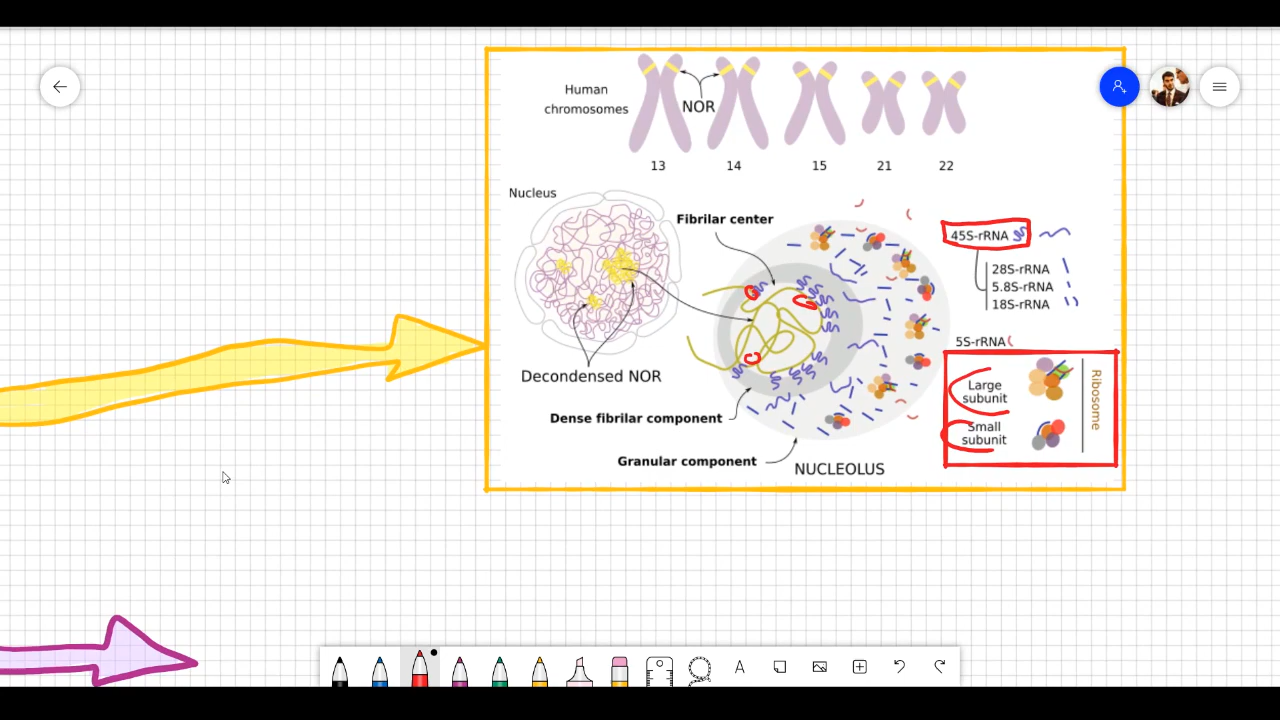 Human
chromosomes
NOR
13 14 15 21 22
Nucleus
Fibrilar center
45S-rRNA
28S-rRNA
5.8S-rRNA
18S-rRNA
5S-rRNA
Decondensed NOR
Large
subunit
Small
subunit
Ribosome
Dense fibrilar component
Granular component
NUCLEOLUS
A